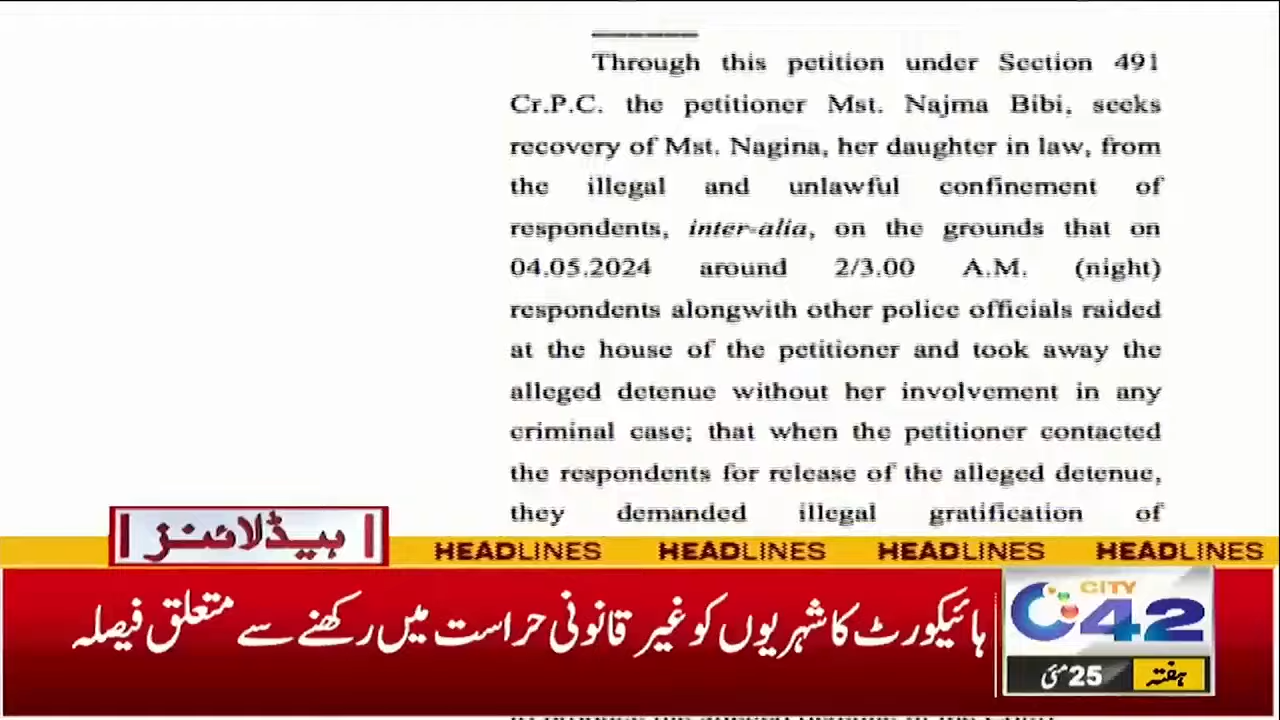 Through this petition under Section 491
Cr.P.C. the petitioner Mst. Najma Bibi, seeks
recovery of Mst. Nagina, her daughter in law, from
the illegal and unlawful confinement of
respondents, inter-alia, on the grounds that on
04.05.2024 around 2/3.00 A.M. (night)
respondents alongwith other police officials raided
at the house of the petitioner and took away the
alleged detenue without her involvement in any
criminal case; that when the petitioner contacted
the respondents for release of the alleged detenue,
they demanded illegal gratification of
ہیڈلائنز
HEADLINES HEADLINES HEADLINES HEADLINES
ہائیکورٹ کا شہریوں کو غیر قانونی حراست میں رکھنے سے متعلق فیصلہ
CITY
42
ہفتہ
25 مئی